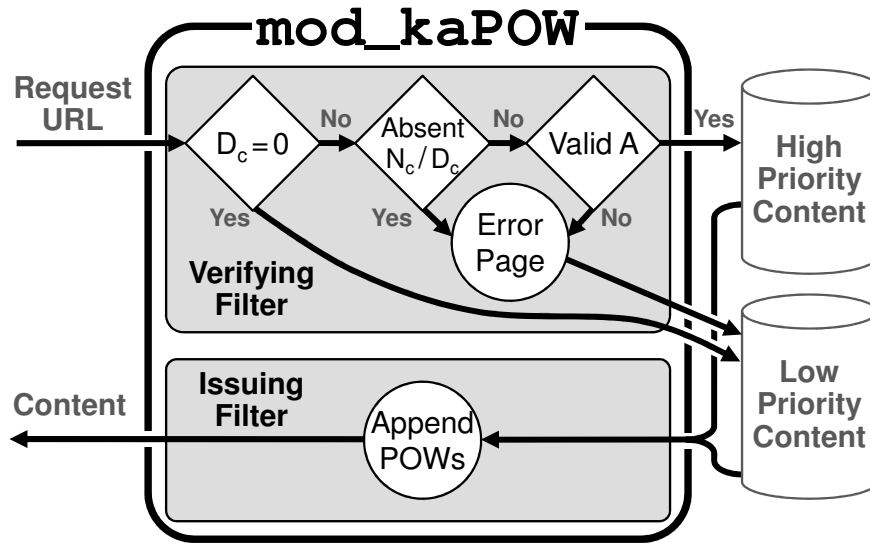 mod_kaPOW
Request
URL
D_c = 0
No
Absent
N_c / D_c
No
Valid A
Yes
High
Priority
Content
Yes
Yes
No
Error
Page
Verifying
Filter
Issuing
Filter
Content
Append
POWs
Low
Priority
Content